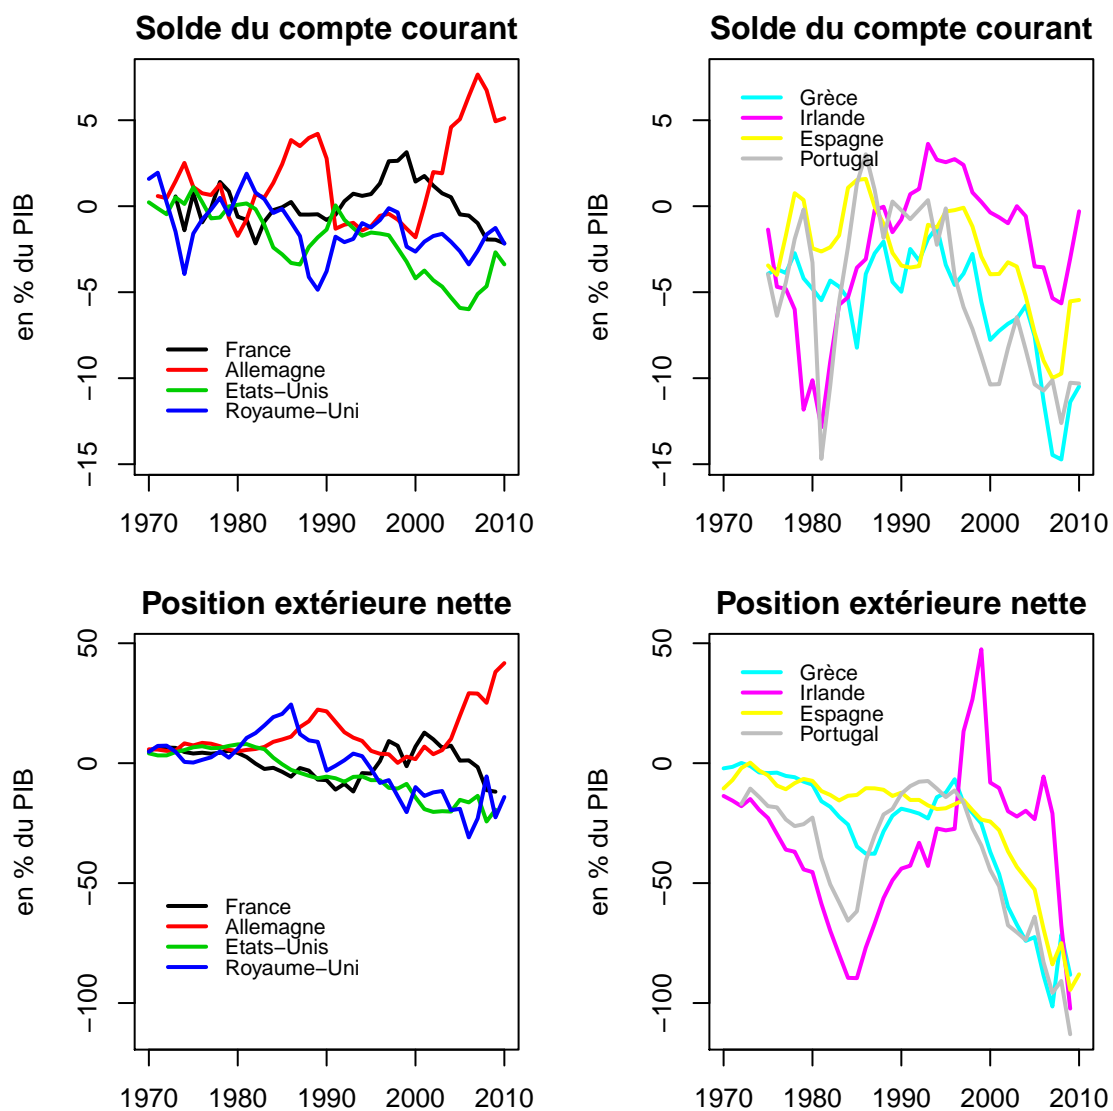 Solde du compte courant
en % du PIB
5
0
−5
−10
−15
France
Allemagne
Etats−Unis
Royaume−Uni
1970 1980 1990 2000 2010
Solde du compte courant
en % du PIB
5
0
−5
−10
−15
Grèce
Irlande
Espagne
Portugal
1970 1980 1990 2000 2010
Position extérieure nette
en % du PIB
50
0
−50
−100
France
Allemagne
Etats−Unis
Royaume−Uni
1970 1980 1990 2000 2010
Position extérieure nette
en % du PIB
50
0
−50
−100
Grèce
Irlande
Espagne
Portugal
1970 1980 1990 2000 2010